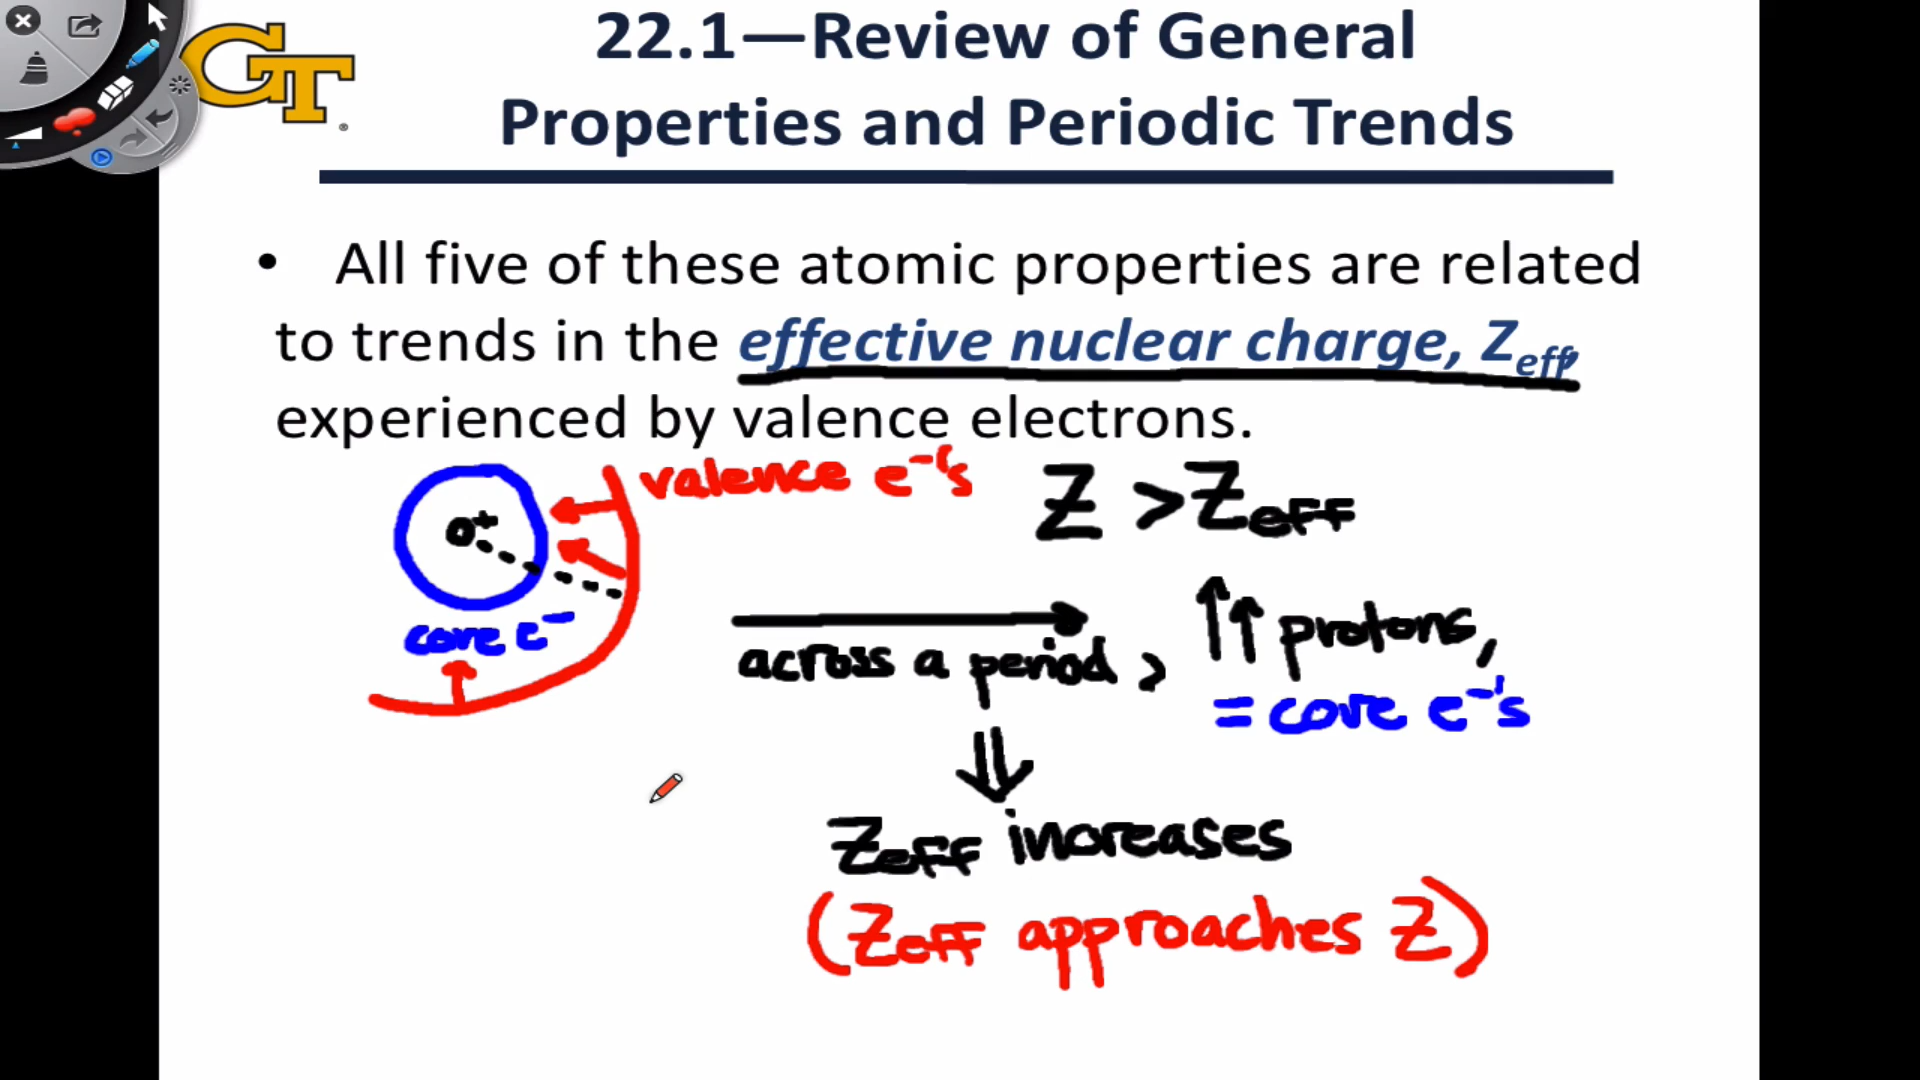 GT
®
22.1—Review of General
Properties and Periodic Trends
• All five of these atomic properties are related
to trends in the effective nuclear charge, Zeff,
experienced by valence electrons.
valence e⁻'s
Z > Zeff
o⁺
core e⁻
across a period,
↑↑ protons,
= core e⁻'s
⇓
Zeff increases
(Zeff approaches Z)